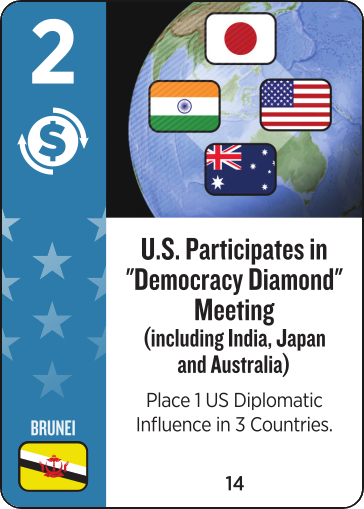 2
$
U.S. Participates in
"Democracy Diamond"
Meeting
(including India, Japan
and Australia)
Place 1 US Diplomatic
Influence in 3 Countries.
BRUNEI
14